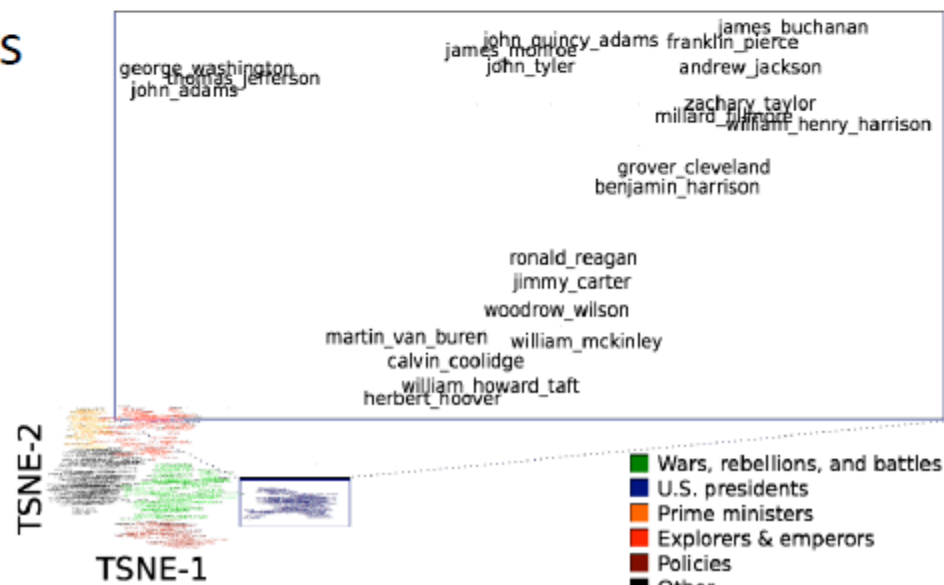 S
james_buchanan
john_quincy_adams
franklin_pierce
james_monroe
john_tyler
andrew_jackson
george_washington
thomas_jefferson
john_adams
zachary_taylor
millard_fillmore
william_henry_harrison
grover_cleveland
benjamin_harrison
ronald_reagan
jimmy_carter
woodrow_wilson
martin_van_buren
william_mckinley
calvin_coolidge
william_howard_taft
herbert_hoover
TSNE-2
TSNE-1
Wars, rebellions, and battles
U.S. presidents
Prime ministers
Explorers & emperors
Policies
Other